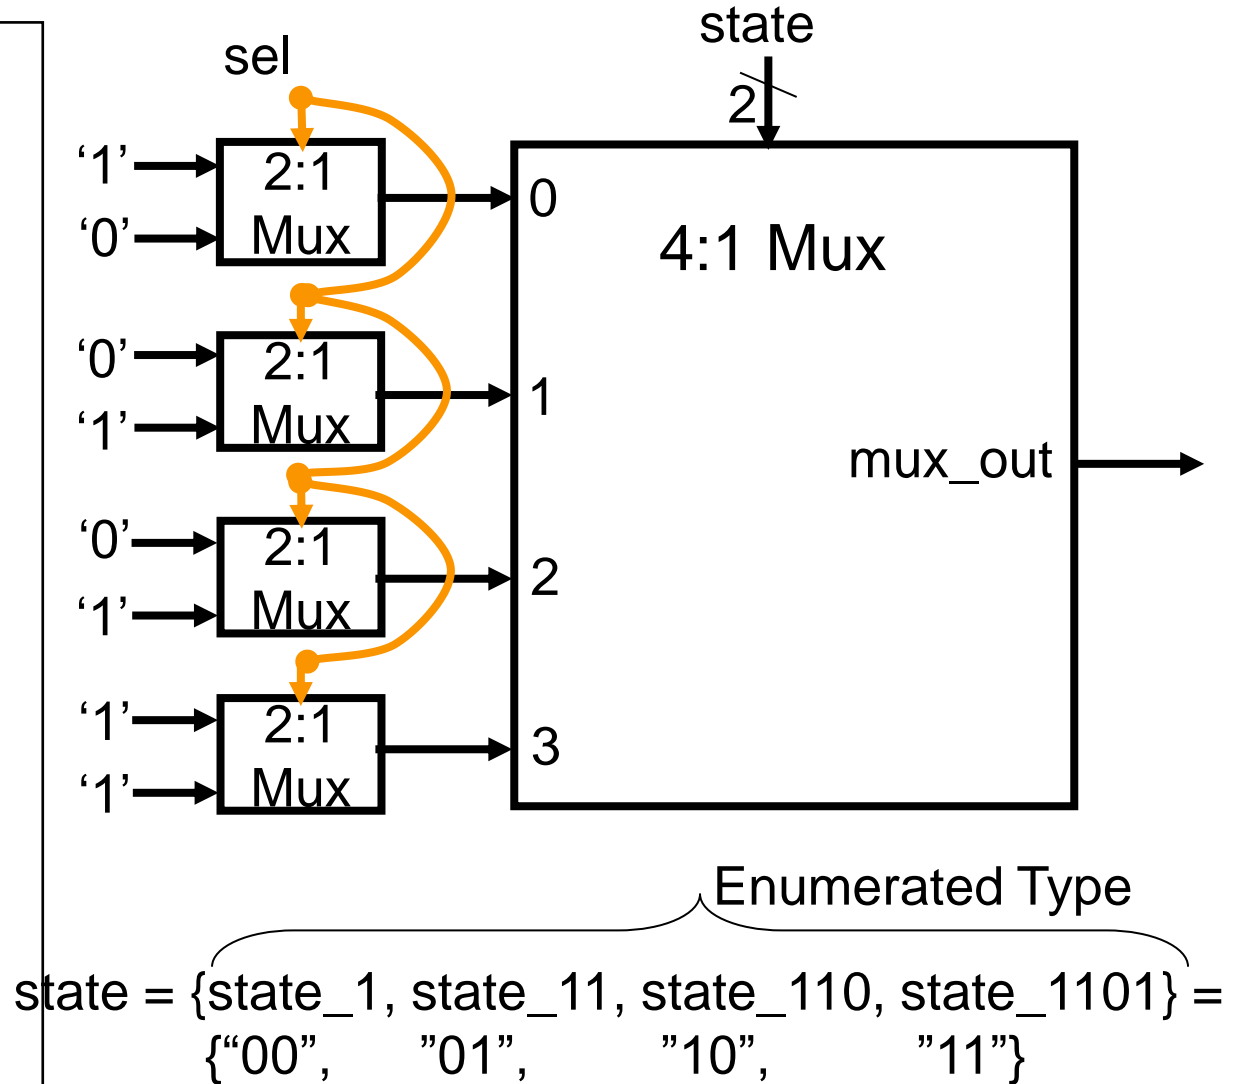 state
sel
2
‘1’
2:1
Mux
‘0’
0
4:1 Mux
‘0’
2:1
Mux
‘1’
1
mux_out
‘0’
2:1
Mux
‘1’
2
‘1’
2:1
Mux
‘1’
3
Enumerated Type
state = {state_1, state_11, state_110, state_1101} =
{“00”, ”01”, ”10”, ”11”}